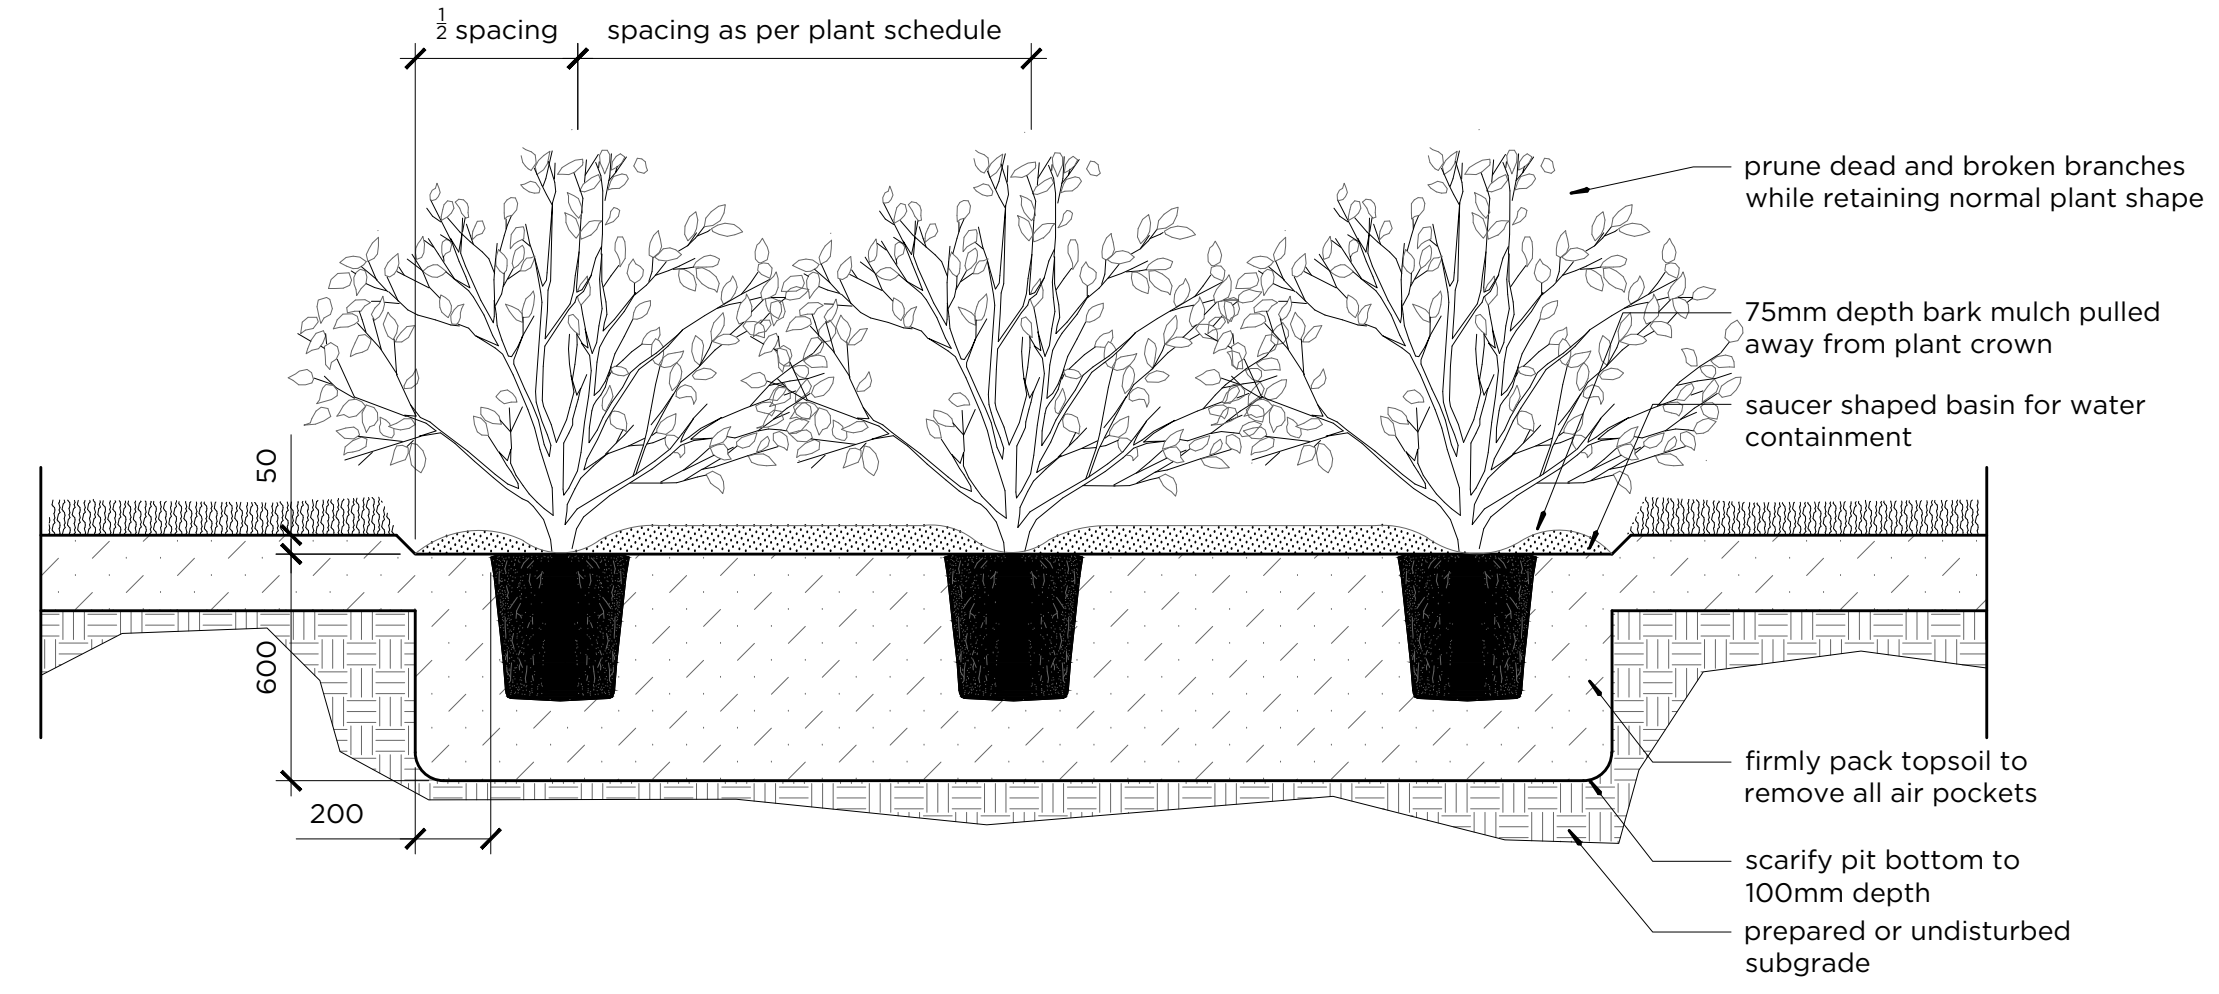 ½ spacing
spacing as per plant schedule
prune dead and broken branches
while retaining normal plant shape
75mm depth bark mulch pulled
away from plant crown
saucer shaped basin for water
containment
50
600
200
firmly pack topsoil to
remove all air pockets
scarify pit bottom to
100mm depth
prepared or undisturbed
subgrade